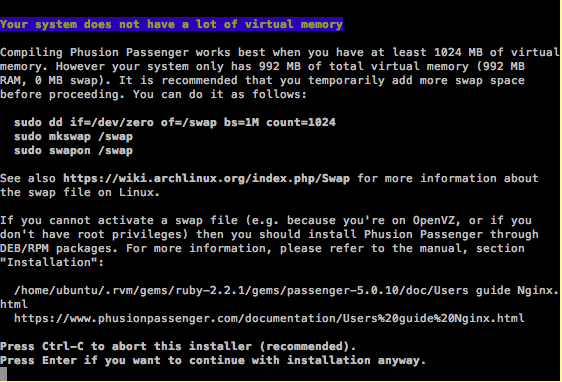 Your system does not have a lot of virtual memory
Compiling Phusion Passenger works best when you have at least 1024 MB of virtual
memory. However your system only has 992 MB of total virtual memory (992 MB
RAM, 0 MB swap). It is recommended that you temporarily add more swap space
before proceeding. You can do it as follows:
sudo dd if=/dev/zero of=/swap bs=1M count=1024
sudo mkswap /swap
sudo swapon /swap
See also https://wiki.archlinux.org/index.php/Swap for more information about
the swap file on Linux.
If you cannot activate a swap file (e.g. because you're on OpenVZ, or if you
don't have root privileges) then you should install Phusion Passenger through
DEB/RPM packages. For more information, please refer to the manual, section
"Installation":
/home/ubuntu/.rvm/gems/ruby-2.2.1/gems/passenger-5.0.10/doc/Users guide Nginx.
html
https://www.phusionpassenger.com/documentation/Users%20guide%20Nginx.html
Press Ctrl-C to abort this installer (recommended).
Press Enter if you want to continue with installation anyway.